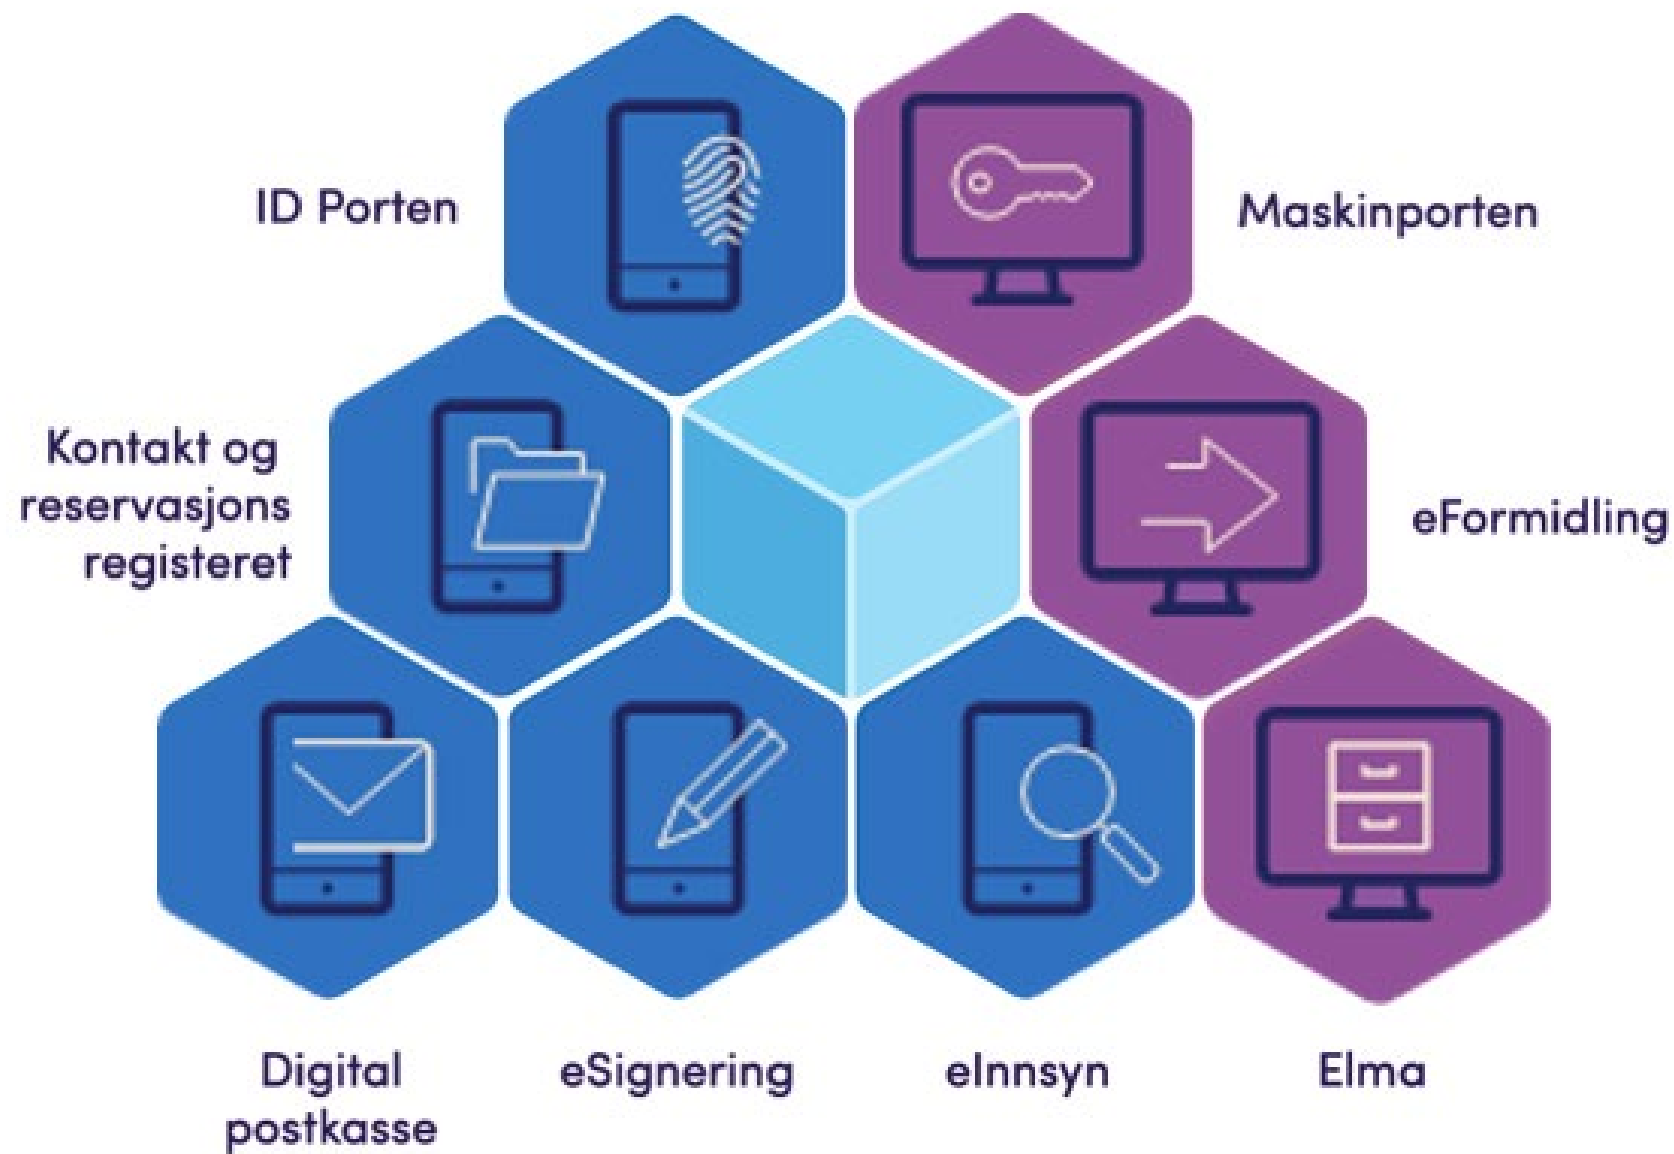 ID Porten
Maskinporten
Kontakt og
reservasjons
registeret
eFormidling
Digital
postkasse
eSignering
eInnsyn
Elma